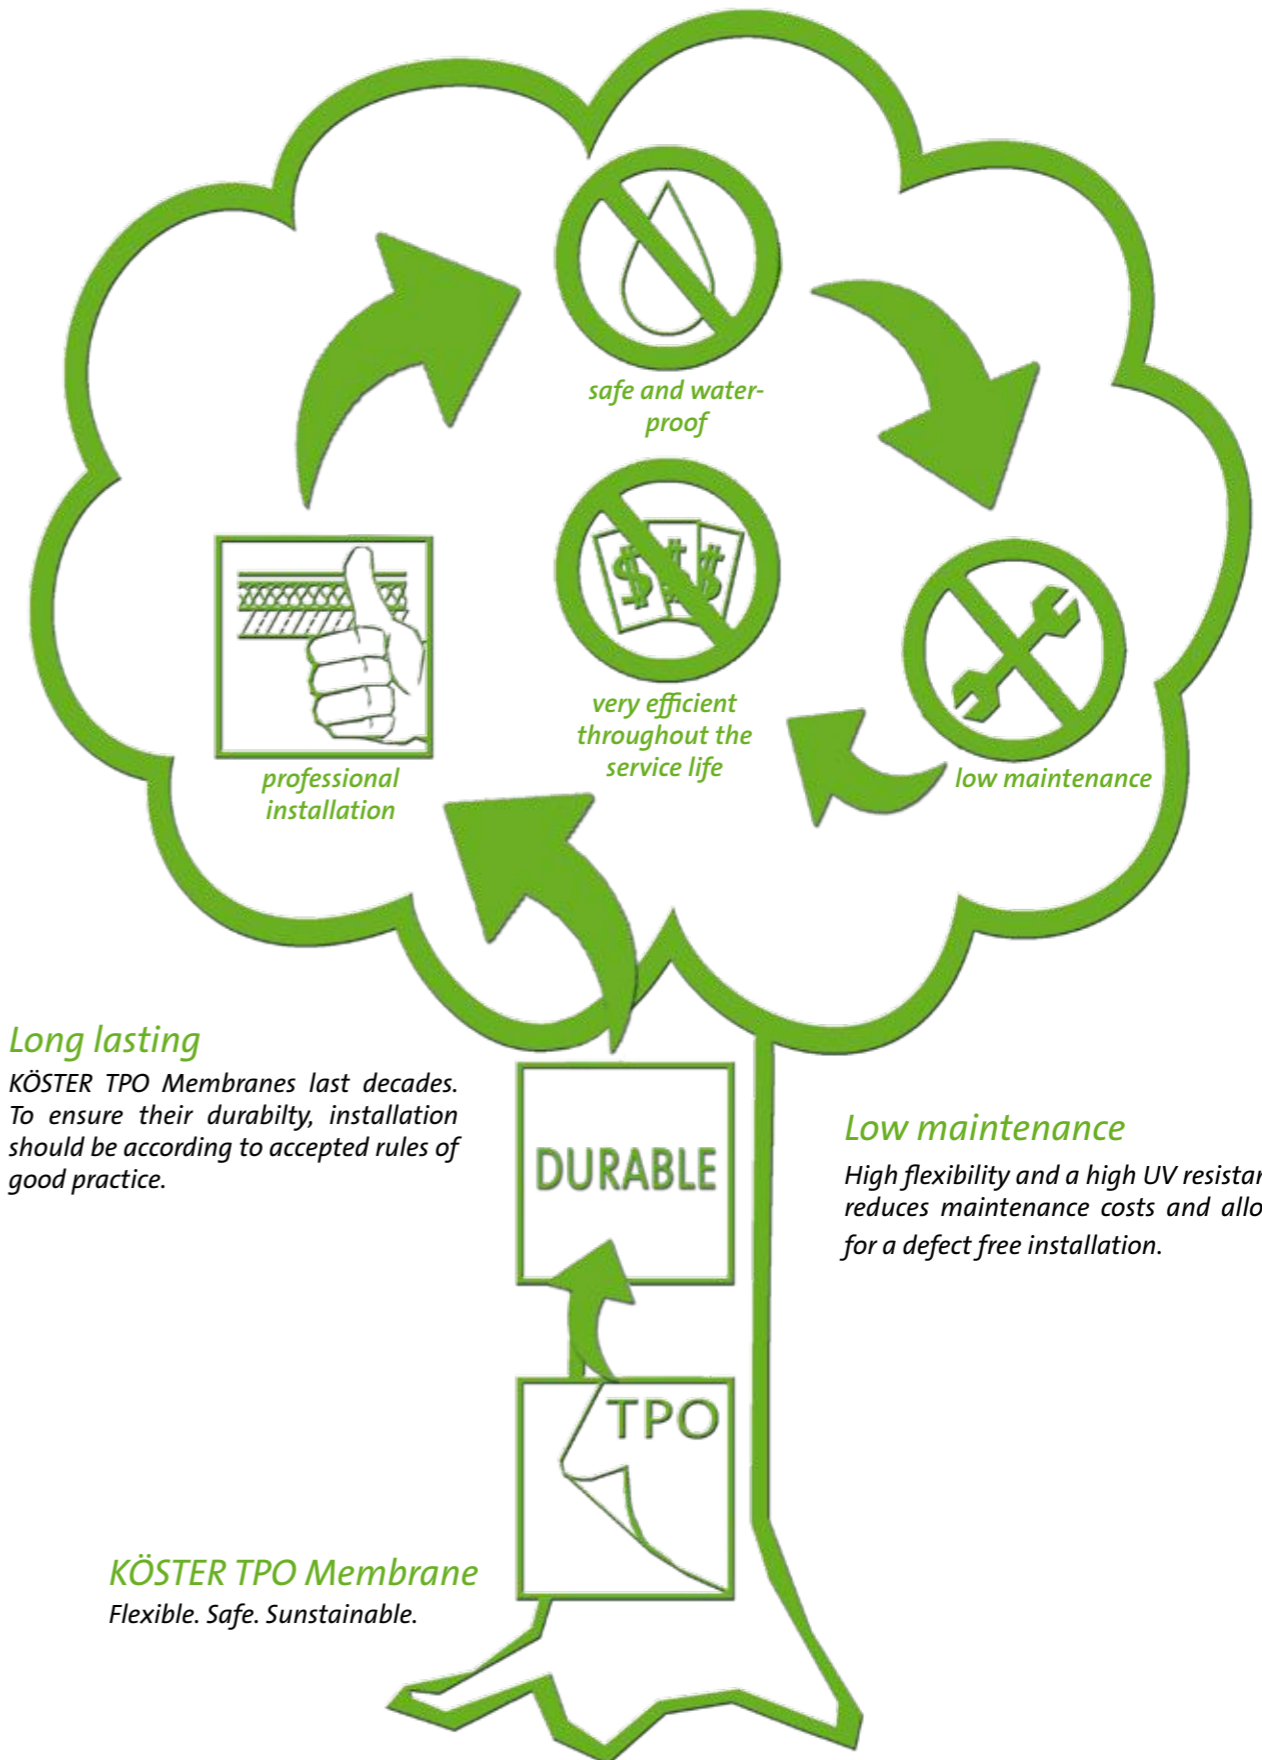 safe and water-
proof
very efficient
throughout the
service life
professional
installation
low maintenance
Long lasting
KÖSTER TPO Membranes last decades.
To ensure their durabilty, installation
should be according to accepted rules of
good practice.
DURABLE
Low maintenance
High flexibility and a high UV
reduces maintenance costs and
for a defect free installation.
TPO
KÖSTER TPO Membrane
Flexible. Safe. Sunstainable.